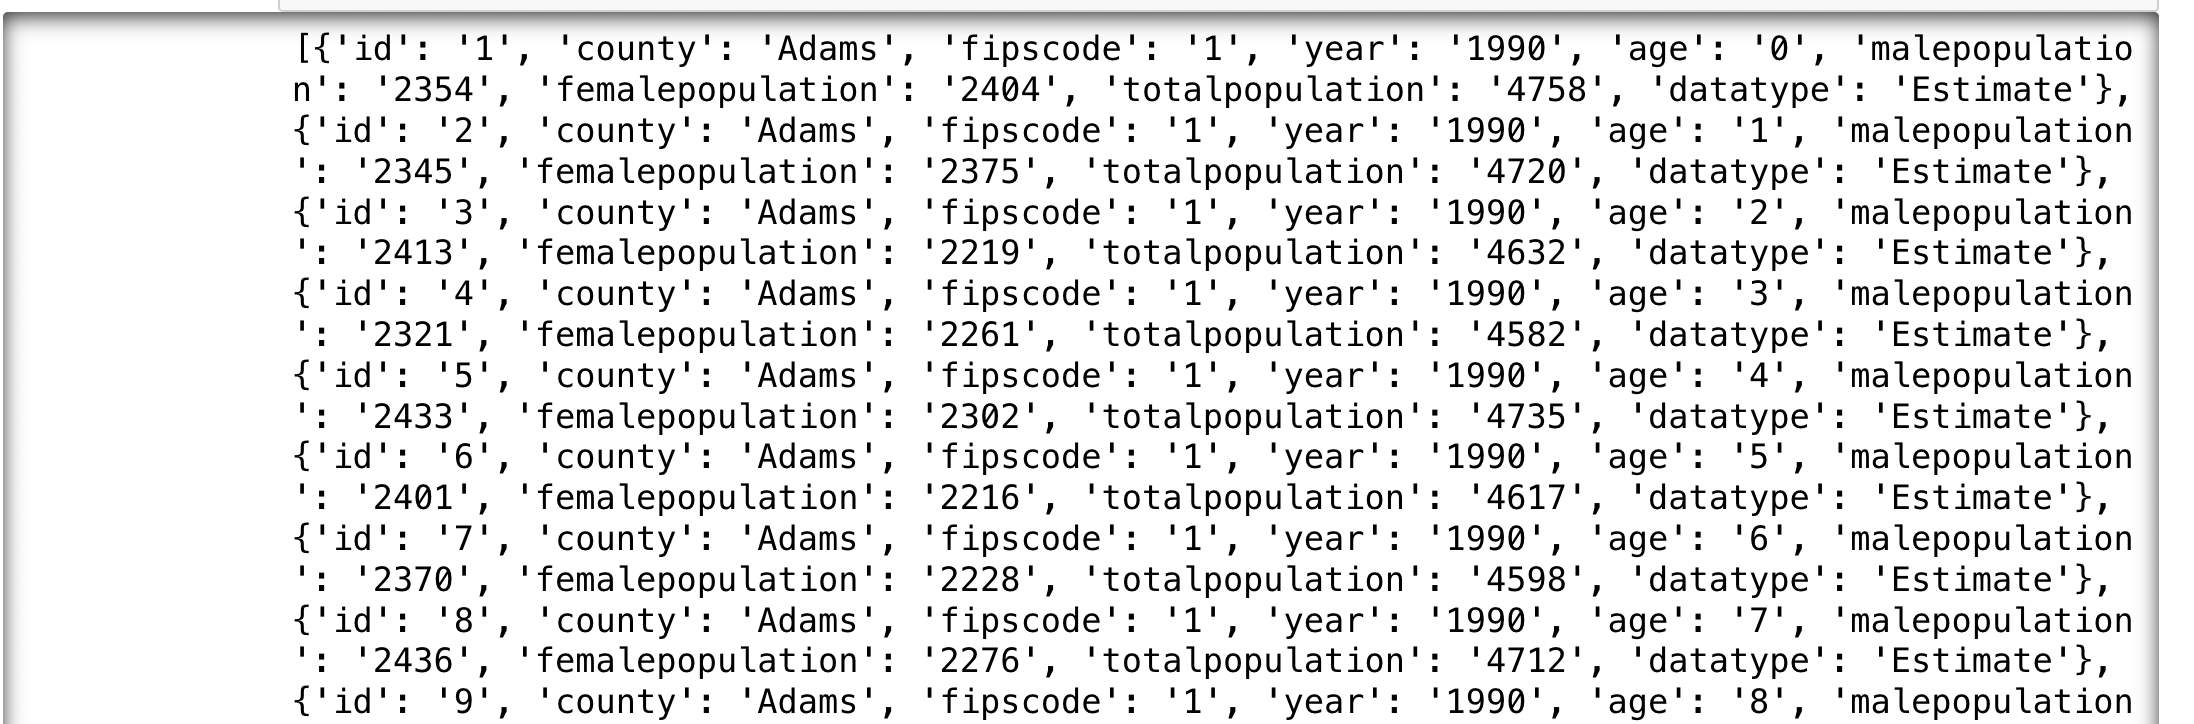 [{'id': '1', 'county': 'Adams', 'fipscode': '1', 'year': '1990', 'age': '0', 'malepopulatio
n': '2354', 'femalepopulation': '2404', 'totalpopulation': '4758', 'datatype': 'Estimate'},
{'id': '2', 'county': 'Adams', 'fipscode': '1', 'year': '1990', 'age': '1', 'malepopulation
': '2345', 'femalepopulation': '2375', 'totalpopulation': '4720', 'datatype': 'Estimate'},
{'id': '3', 'county': 'Adams', 'fipscode': '1', 'year': '1990', 'age': '2', 'malepopulation
': '2413', 'femalepopulation': '2219', 'totalpopulation': '4632', 'datatype': 'Estimate'},
{'id': '4', 'county': 'Adams', 'fipscode': '1', 'year': '1990', 'age': '3', 'malepopulation
': '2321', 'femalepopulation': '2261', 'totalpopulation': '4582', 'datatype': 'Estimate'},
{'id': '5', 'county': 'Adams', 'fipscode': '1', 'year': '1990', 'age': '4', 'malepopulation
': '2433', 'femalepopulation': '2302', 'totalpopulation': '4735', 'datatype': 'Estimate'},
{'id': '6', 'county': 'Adams', 'fipscode': '1', 'year': '1990', 'age': '5', 'malepopulation
': '2401', 'femalepopulation': '2216', 'totalpopulation': '4617', 'datatype': 'Estimate'},
{'id': '7', 'county': 'Adams', 'fipscode': '1', 'year': '1990', 'age': '6', 'malepopulation
': '2370', 'femalepopulation': '2228', 'totalpopulation': '4598', 'datatype': 'Estimate'},
{'id': '8', 'county': 'Adams', 'fipscode': '1', 'year': '1990', 'age': '7', 'malepopulation
': '2436', 'femalepopulation': '2276', 'totalpopulation': '4712', 'datatype': 'Estimate'},
{'id': '9', 'county': 'Adams', 'fipscode': '1', 'year': '1990', 'age': '8', 'malepopulation